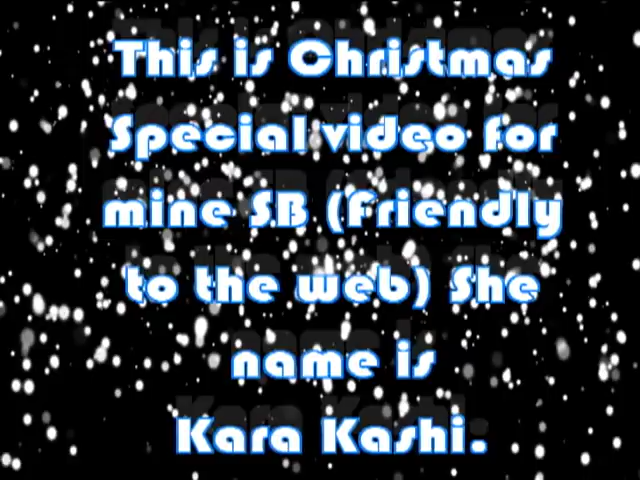 This is Christmas
Special video for
mine SB (Friendly
to the web) She
name is
Kara Kashi.